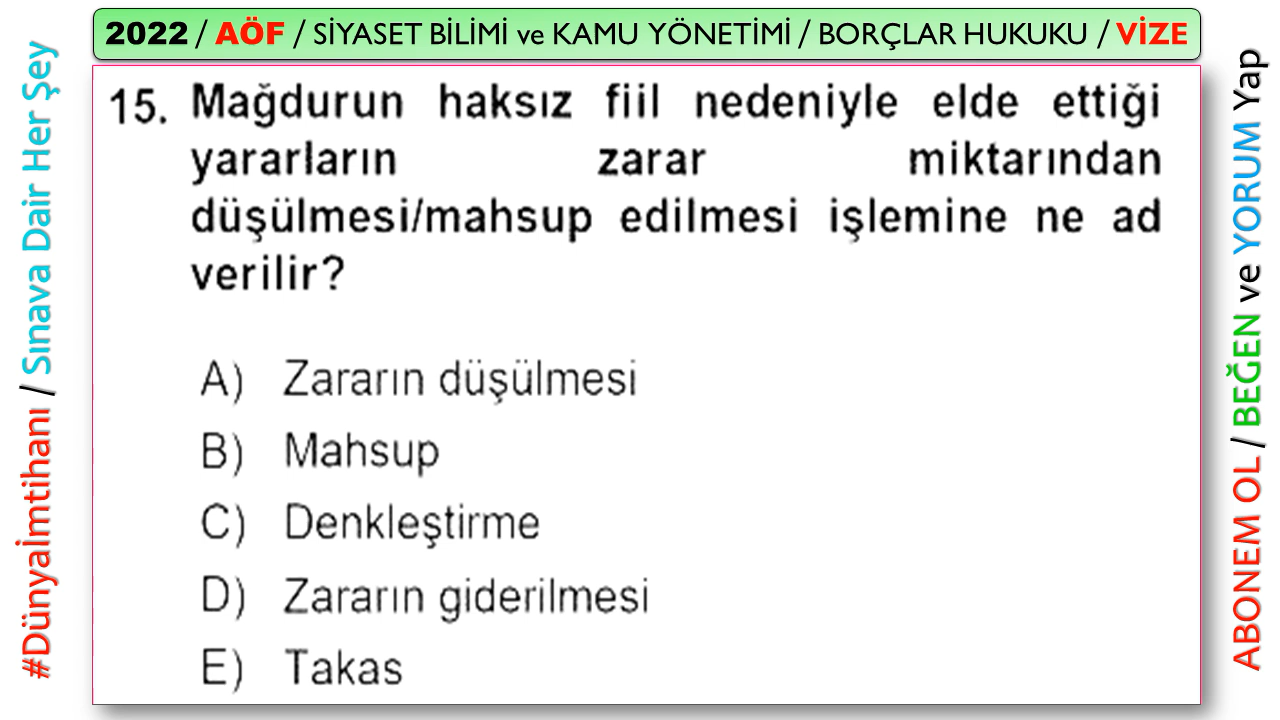 2022 / AÖF / SİYASET BİLİMİ ve KAMU YÖNETİMİ / BORÇLAR HUKUKU / VİZE
#Dünyaİmtihanı / Sınava Dair Her Şey
15. Mağdurun haksız fiil nedeniyle elde ettiği
yararların zarar miktarından
düşülmesi/mahsup edilmesi işlemine ne ad
verilir?
A) Zararın düşülmesi
B) Mahsup
C) Denkleştirme
D) Zararın giderilmesi
E) Takas
ABONEM OL / BEĞEN ve YORUM Yap